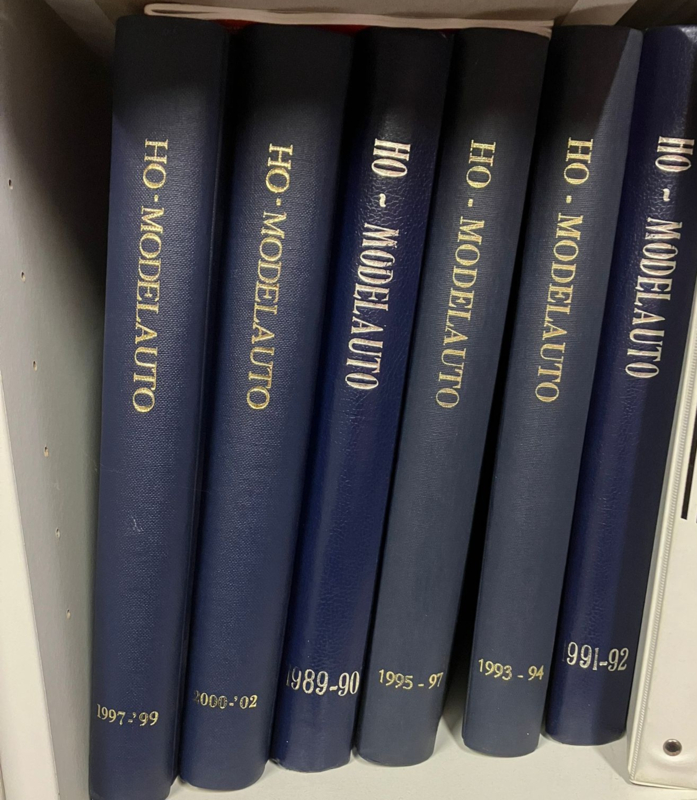 HO - MODELAUTO
1997-'99
HO - MODELAUTO
2000-'02
HO ~ MODELAUTO
1989-90
HO - MODELAUTO
1995 - 97
HO - MODELAUTO
1993 - 94
HO ~ MODELAUTO
1991-92